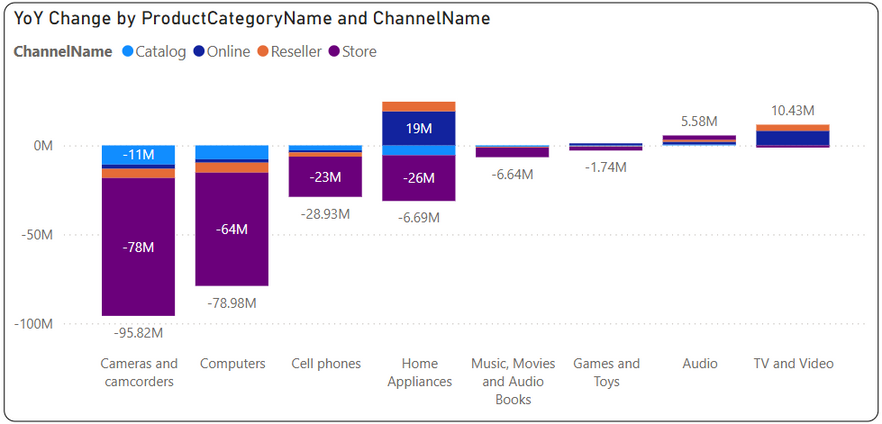 YoY Change by ProductCategoryName and ChannelName
ChannelName Catalog Online Reseller Store
0M
-50M
-100M
-11M
-78M
-95.82M
-64M
-78.98M
-23M
-28.93M
19M
-26M
-6.69M
-6.64M
-1.74M
5.58M
10.43M
Cameras and
camcorders
Computers
Cell phones
Home
Appliances
Music, Movies
and Audio
Books
Games and
Toys
Audio
TV and Video